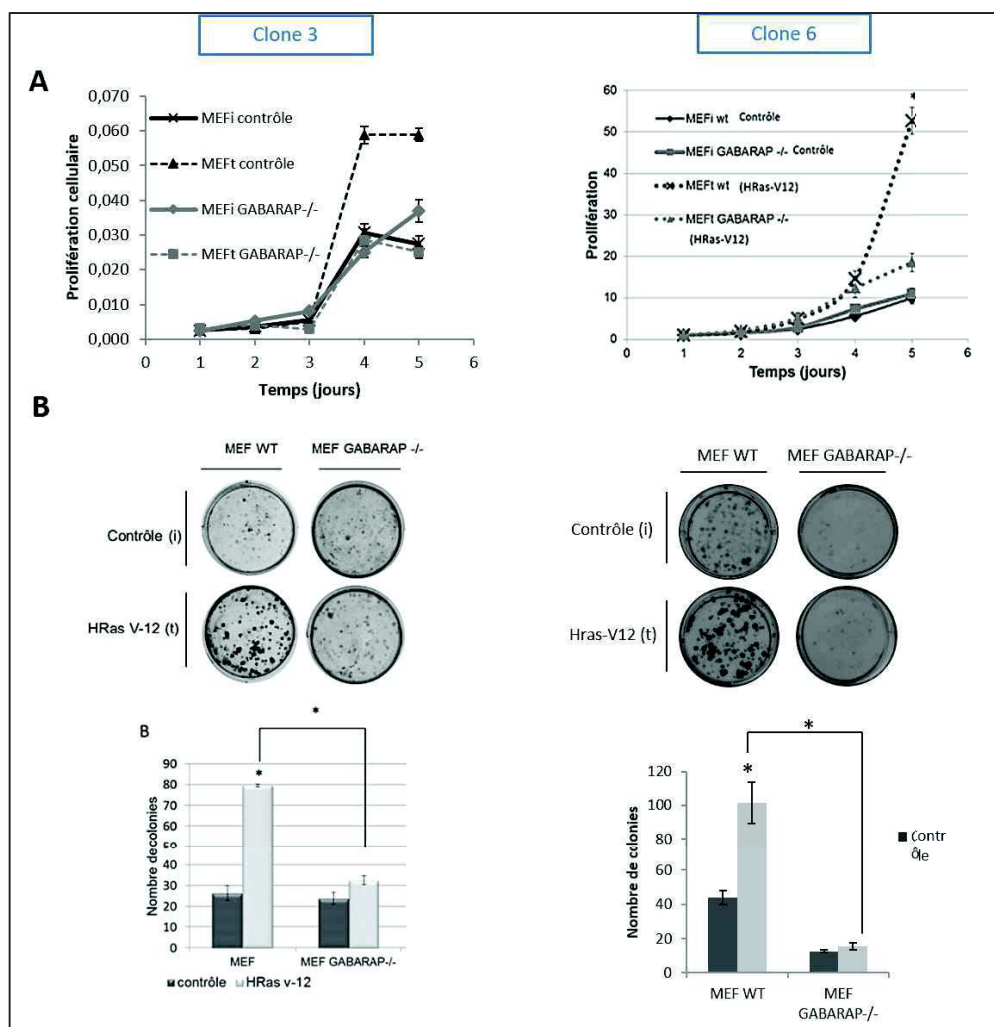 Clone 3
Clone 6
A
Prolifération cellulaire
0,080
0,070
0,060
0,050
0,040
0,030
0,020
0,010
0,000
0 1 2 3 4 5 6
Temps (jours)
MEFi contrôle
MEFt contrôle
MEFi GABARAP-/-
MEFt GABARAP-/-
Prolifération
60
50
40
30
20
10
0
0 1 2 3 4 5 6
Temps (jours)
*
MEFi wt Contrôle
MEFi GABARAP -/- Contrôle
MEFt wt (HRas-V12)
MEFt GABARAP -/-
(HRas-V12)
B
MEF WT MEF GABARAP -/-
Contrôle (i)
HRas V-12 (t)
MEF WT MEF GABARAP-/-
Contrôle (i)
Hras-V12 (t)
B
*
*
Nombre decolonies
90
80
70
60
50
40
30
20
10
0
MEF MEF GABARAP-/-
contrôle HRas v-12
*
*
Nombre de colonies
120
100
80
60
40
20
0
MEF WT MEF
GABARAP-/-
Contr
ôle